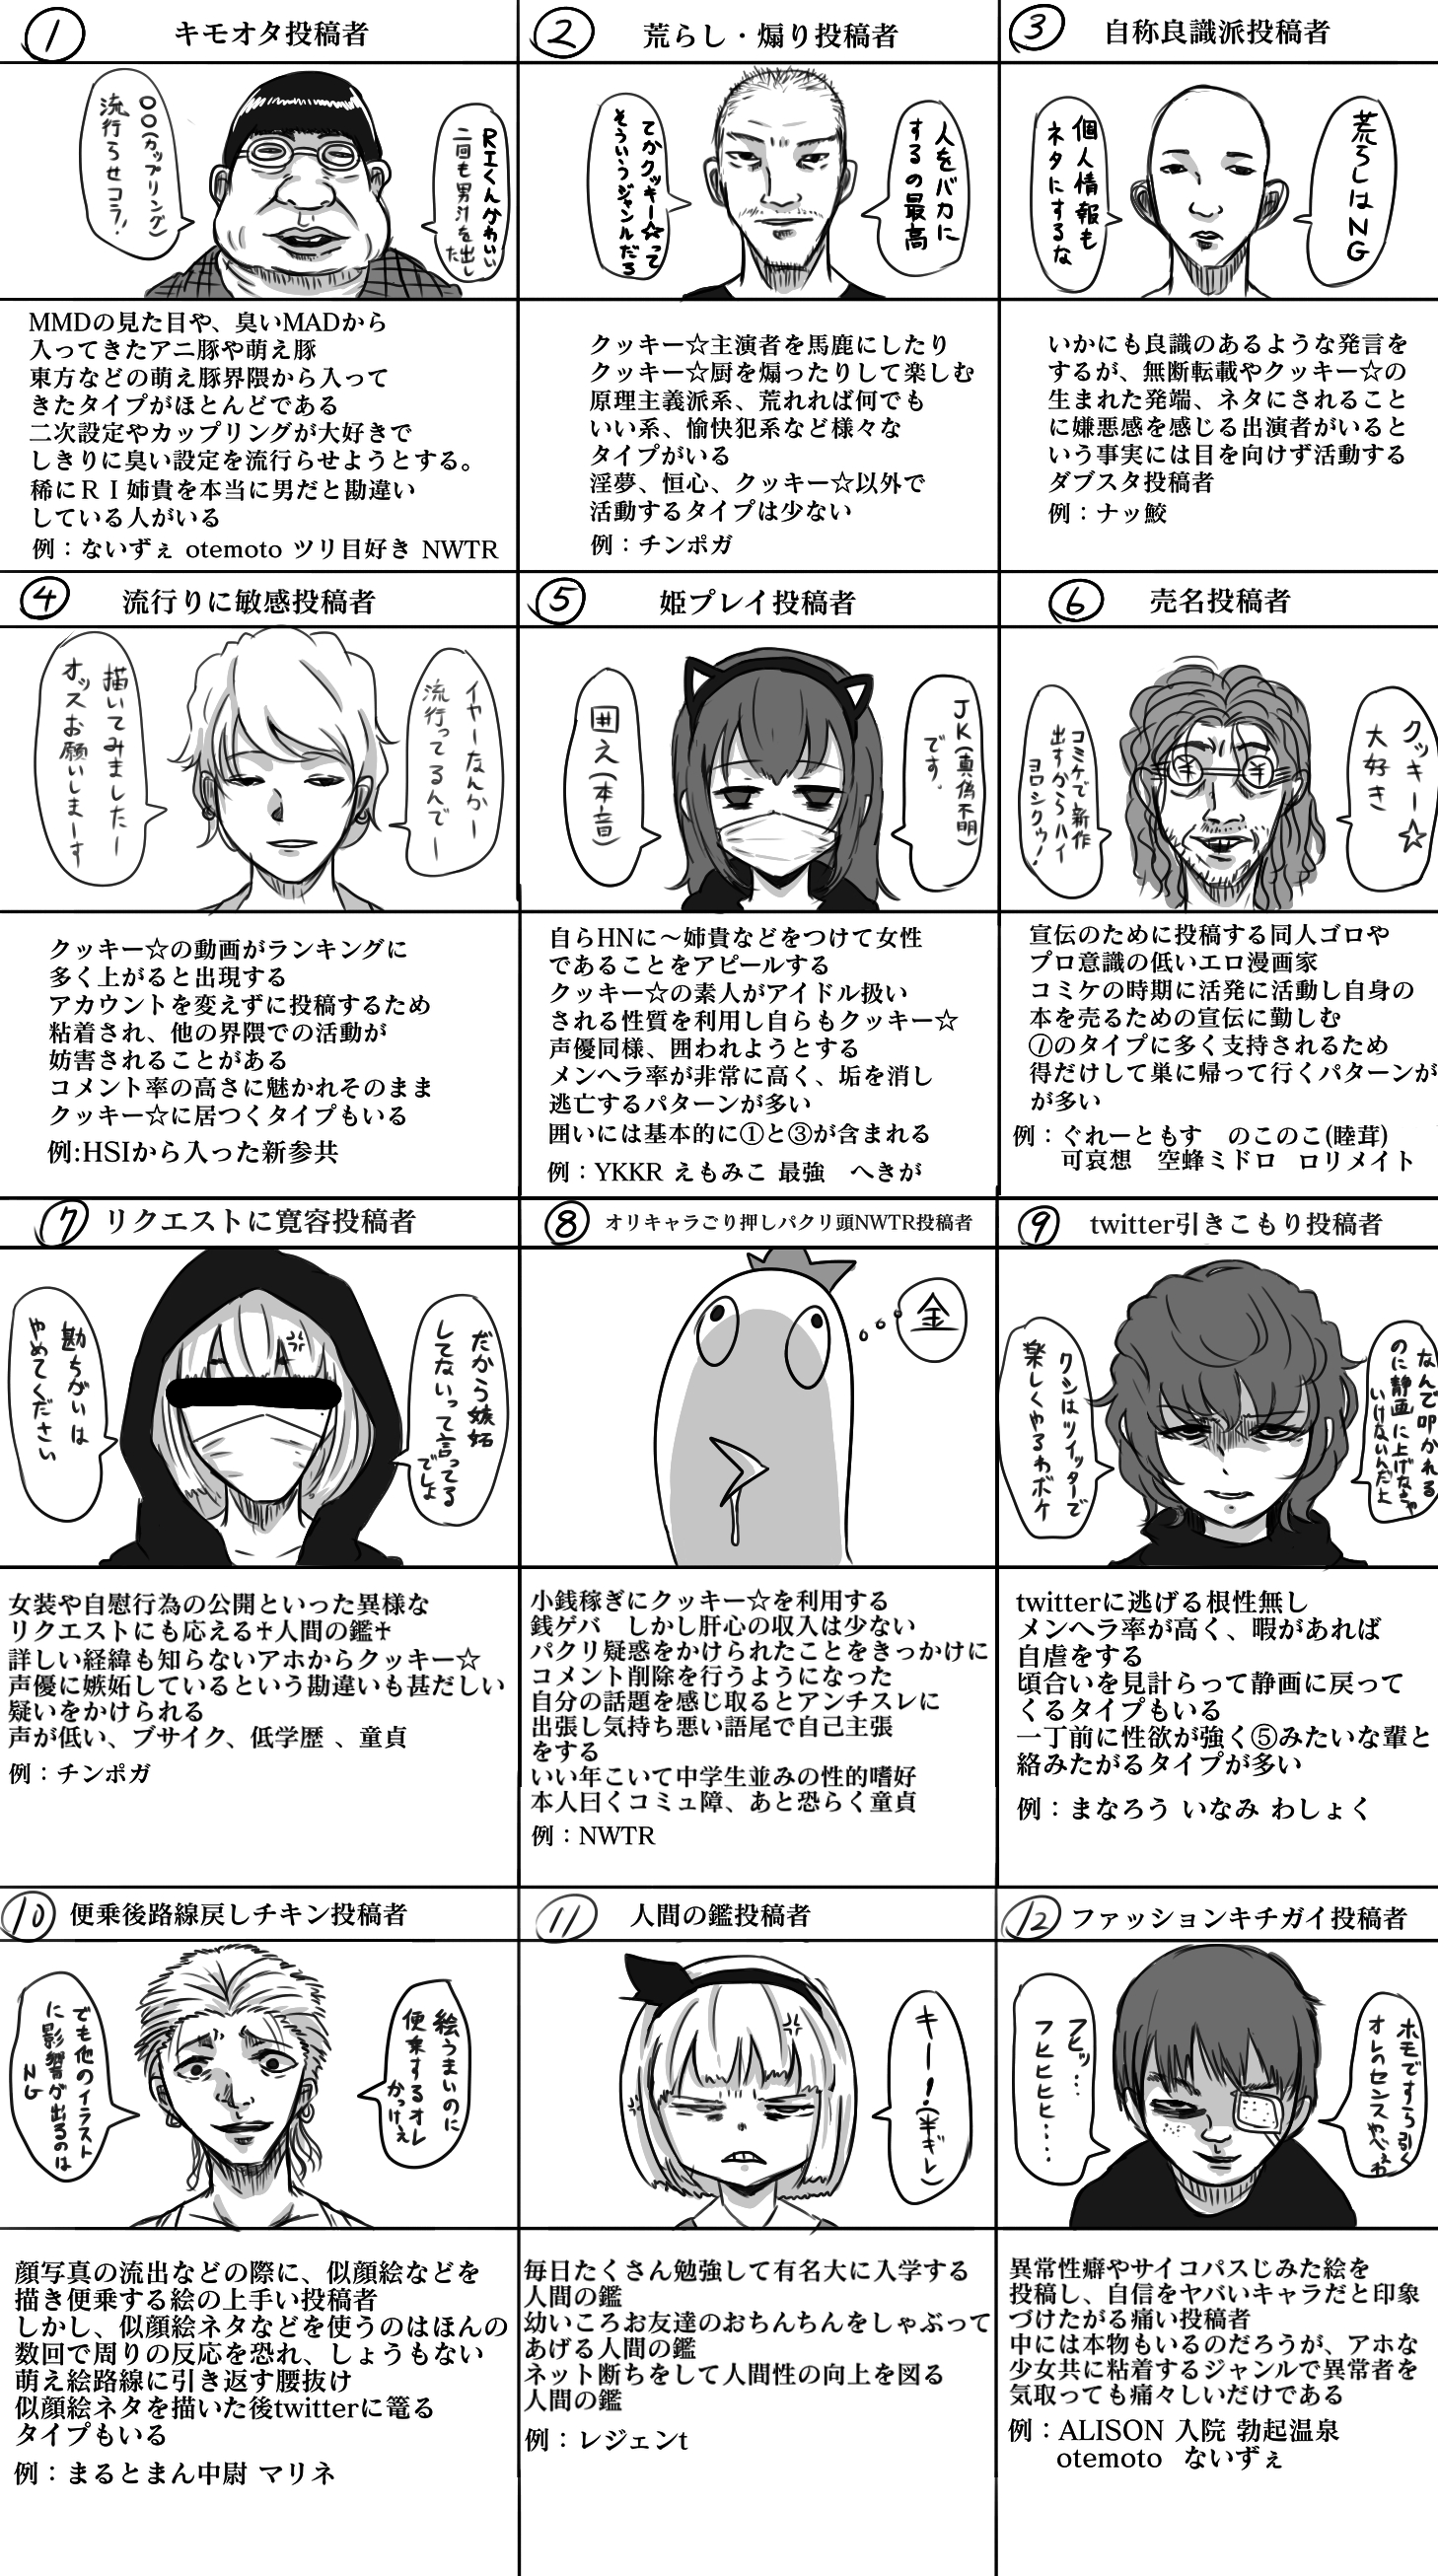 ① キモオタ投稿者
〇〇(カップリング)
流行らせコラ!
RIくんかわいい
二回も男汁を出した
MMDの見た目や、臭いMADから
入ってきたアニ豚や萌え豚
東方などの萌え豚界隈から入って
きたタイプがほとんどである
二次設定やカップリングが大好きで
しきりに臭い設定を流行らせようとする。
稀にＲＩ姉貴を本当に男だと勘違い
している人がいる
例：ないずぇ otemoto ツリ目好き NWTR
② 荒らし・煽り投稿者
人をバカに
するの最高
てかクッキー☆って
そういうジャンルだろ
クッキー☆主演者を馬鹿にしたり
クッキー☆厨を煽ったりして楽しむ
原理主義派系、荒れれば何でも
いい系、愉快犯系など様々な
タイプがいる
淫夢、恒心、クッキー☆以外で
活動するタイプは少ない
例：チンポガ
③ 自称良識派投稿者
荒らしはNG
個人情報も
ネタにするな
いかにも良識のあるような発言を
するが、無断転載やクッキー☆の
生まれた発端、ネタにされること
に嫌悪感を感じる出演者がいると
いう事実には目を向けず活動する
ダブスタ投稿者
例：ナッ鮫
④ 流行りに敏感投稿者
イヤーなんかー
流行ってるんでー
描いてみましたー
オッスお願いしまーす
クッキー☆の動画がランキングに
多く上がると出現する
アカウントを変えずに投稿するため
粘着され、他の界隈での活動が
妨害されることがある
コメント率の高さに魅かれそのまま
クッキー☆に居つくタイプもいる
例:HSIから入った新参共
⑤ 姫プレイ投稿者
JK(真偽不明)
です。
囲え(本音)
自らHNに～姉貴などをつけて女性
であることをアピールする
クッキー☆の素人がアイドル扱い
される性質を利用し自らもクッキー☆
声優同様、囲われようとする
メンヘラ率が非常に高く、垢を消し
逃亡するパターンが多い
囲いには基本的に①と③が含まれる
例：YKKR えもみこ 最強　へきが
⑥ 売名投稿者
クッキー☆
大好き
コミケで新作
出すからハイ
ヨロシクゥ!
¥ ¥
宣伝のために投稿する同人ゴロや
プロ意識の低いエロ漫画家
コミケの時期に活発に活動し自身の
本を売るための宣伝に勤しむ
①のタイプに多く支持されるため
得だけして巣に帰って行くパターンが
が多い
例：ぐれーともす　のこのこ(睦茸)
可哀想　空蜂ミドロ　ロリメイト
⑦ リクエストに寛容投稿者
だから嫉妬
してないって言ってる
でしょ
勘ちがいは
やめてください
女装や自慰行為の公開といった異様な
リクエストにも応える♰人間の鑑♰
詳しい経緯も知らないアホからクッキー☆
声優に嫉妬しているという勘違いも甚だしい
疑いをかけられる
声が低い、ブサイク、低学歴 、童貞
例：チンポガ
⑧ オリキャラごり押しパクリ頭NWTR投稿者
金
小銭稼ぎにクッキー☆を利用する
銭ゲバ　しかし肝心の収入は少ない
パクリ疑惑をかけられたことをきっかけに
コメント削除を行うようになった
自分の話題を感じ取るとアンチスレに
出張し気持ち悪い語尾で自己主張
をする
いい年こいて中学生並みの性的嗜好
本人曰くコミュ障、あと恐らく童貞
例：NWTR
⑨ twitter引きこもり投稿者
なんで叩かれる
のに静画に上げなきゃ
いけないんだよ
ワシはツイッターで
楽しくやるわボケ
twitterに逃げる根性無し
メンヘラ率が高く、暇があれば
自虐をする
頃合いを見計らって静画に戻って
くるタイプもいる
一丁前に性欲が強く⑤みたいな輩と
絡みたがるタイプが多い
例：まなろう いなみ わしょく
⑩ 便乗後路線戻しチキン投稿者
絵うまいのに
便乗するオレ
かっけぇ
でも他のイラスト
に影響が出るのは
NG
顔写真の流出などの際に、似顔絵などを
描き便乗する絵の上手い投稿者
しかし、似顔絵ネタなどを使うのはほんの
数回で周りの反応を恐れ、しょうもない
萌え絵路線に引き返す腰抜け
似顔絵ネタを描いた後twitterに篭る
タイプもいる
例：まるとまん中尉 マリネ
⑪ 人間の鑑投稿者
キー!(半ギレ)
毎日たくさん勉強して有名大に入学する
人間の鑑
幼いころお友達のおちんちんをしゃぶって
あげる人間の鑑
ネット断ちをして人間性の向上を図る
人間の鑑
例：レジェンt
⑫ ファッションキチガイ投稿者
ホモですら引く
オレのセンスやべぇわ
フヒッ…
フヒヒヒヒ…
異常性癖やサイコパスじみた絵を
投稿し、自信をヤバいキャラだと印象
づけたがる痛い投稿者
中には本物もいるのだろうが、アホな
少女共に粘着するジャンルで異常者を
気取っても痛々しいだけである
例：ALISON 入院 勃起温泉
otemoto　ないずぇ